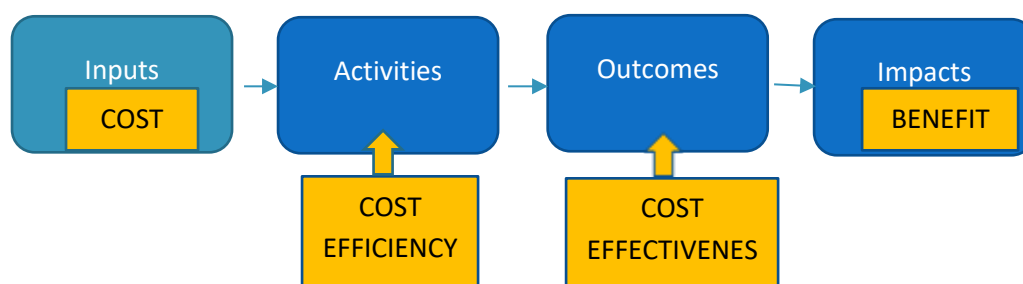 Inputs
COST
Activities
COST
EFFICIENCY
Outcomes
COST
EFFECTIVENES
Impacts
BENEFIT